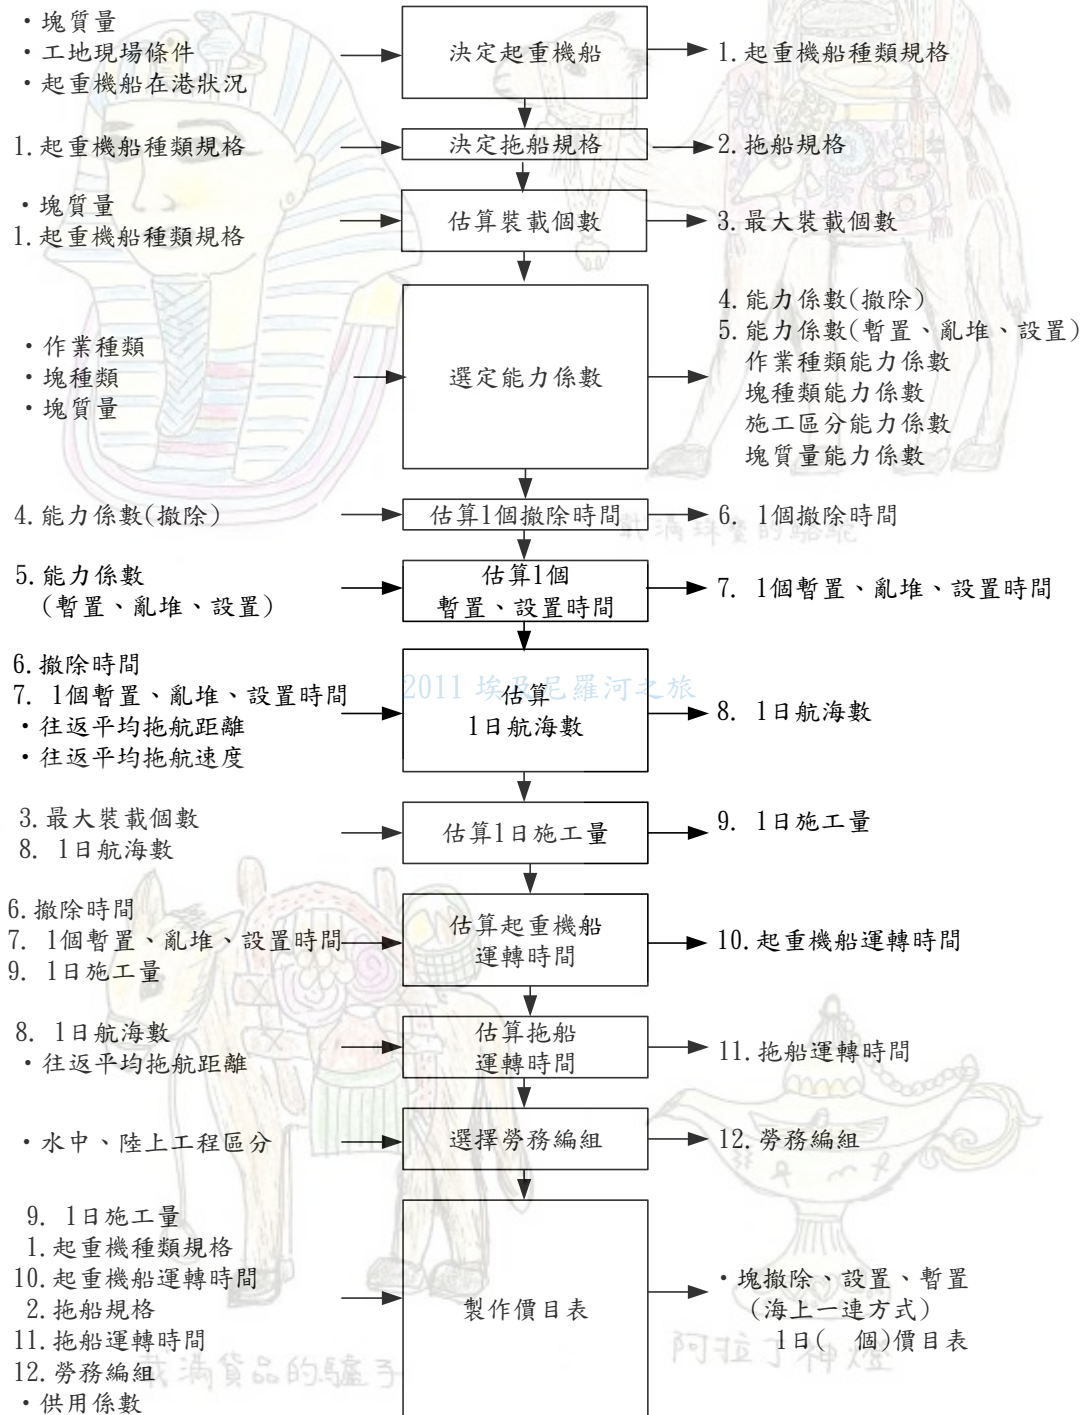 ・塊質量
・工地現場條件
・起重機船在港狀況
決定起重機船
1.起重機船種類規格
1.起重機船種類規格
決定拖船規格
2.拖船規格
・塊質量
1.起重機船種類規格
估算裝載個數
3.最大裝載個數
・作業種類
・塊種類
・塊質量
選定能力係數
4.能力係數(撤除)
5.能力係數(暫置、亂堆、設置)
作業種類能力係數
塊種類能力係數
施工區分能力係數
塊質量能力係數
4.能力係數(撤除)
估算1個撤除時間
6. 1個撤除時間
載滿珠寶的駱駝
5.能力係數
(暫置、亂堆、設置)
估算1個
暫置、設置時間
7. 1個暫置、亂堆、設置時間
6.撤除時間
7. 1個暫置、亂堆、設置時間
・往返平均拖航距離
・往返平均拖航速度
2011 埃及尼羅河之旅
估算
1日航海數
8. 1日航海數
3.最大裝載個數
8. 1日航海數
估算1日施工量
9. 1日施工量
6.撤除時間
7. 1個暫置、亂堆、設置時間
9. 1日施工量
估算起重機船
運轉時間
10.起重機船運轉時間
8. 1日航海數
・往返平均拖航距離
估算拖船
運轉時間
11.拖船運轉時間
・水中、陸上工程區分
選擇勞務編組
12.勞務編組
9. 1日施工量
1.起重機種類規格
10.起重機船運轉時間
2.拖船規格
11.拖船運轉時間
12.勞務編組
・供用係數
製作價目表
・塊撤除、設置、暫置
(海上一連方式)
1日( 個)價目表
載滿貨品的驢子
阿拉丁神燈